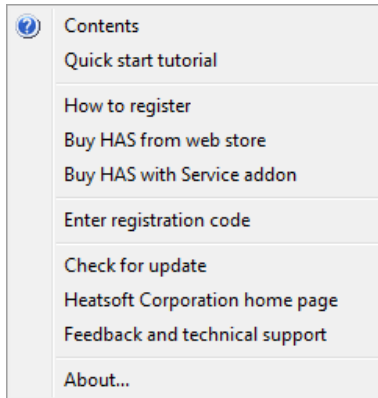 Contents
Quick start tutorial
How to register
Buy HAS from web store
Buy HAS with Service addon
Enter registration code
Check for update
Heatsoft Corporation home page
Feedback and technical support
About...